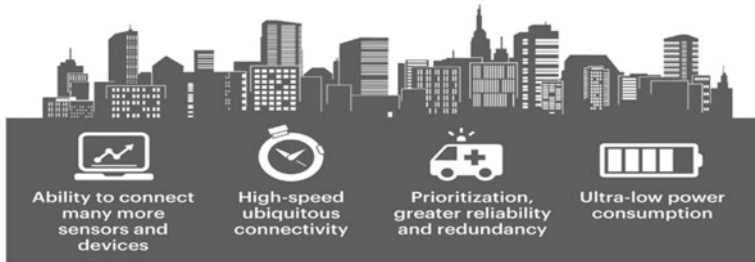 Ability to connect
many more
sensors and
devices
High-speed
ubiquitous
connectivity
Prioritization,
greater reliability
and redundancy
Ultra-low power
consumption